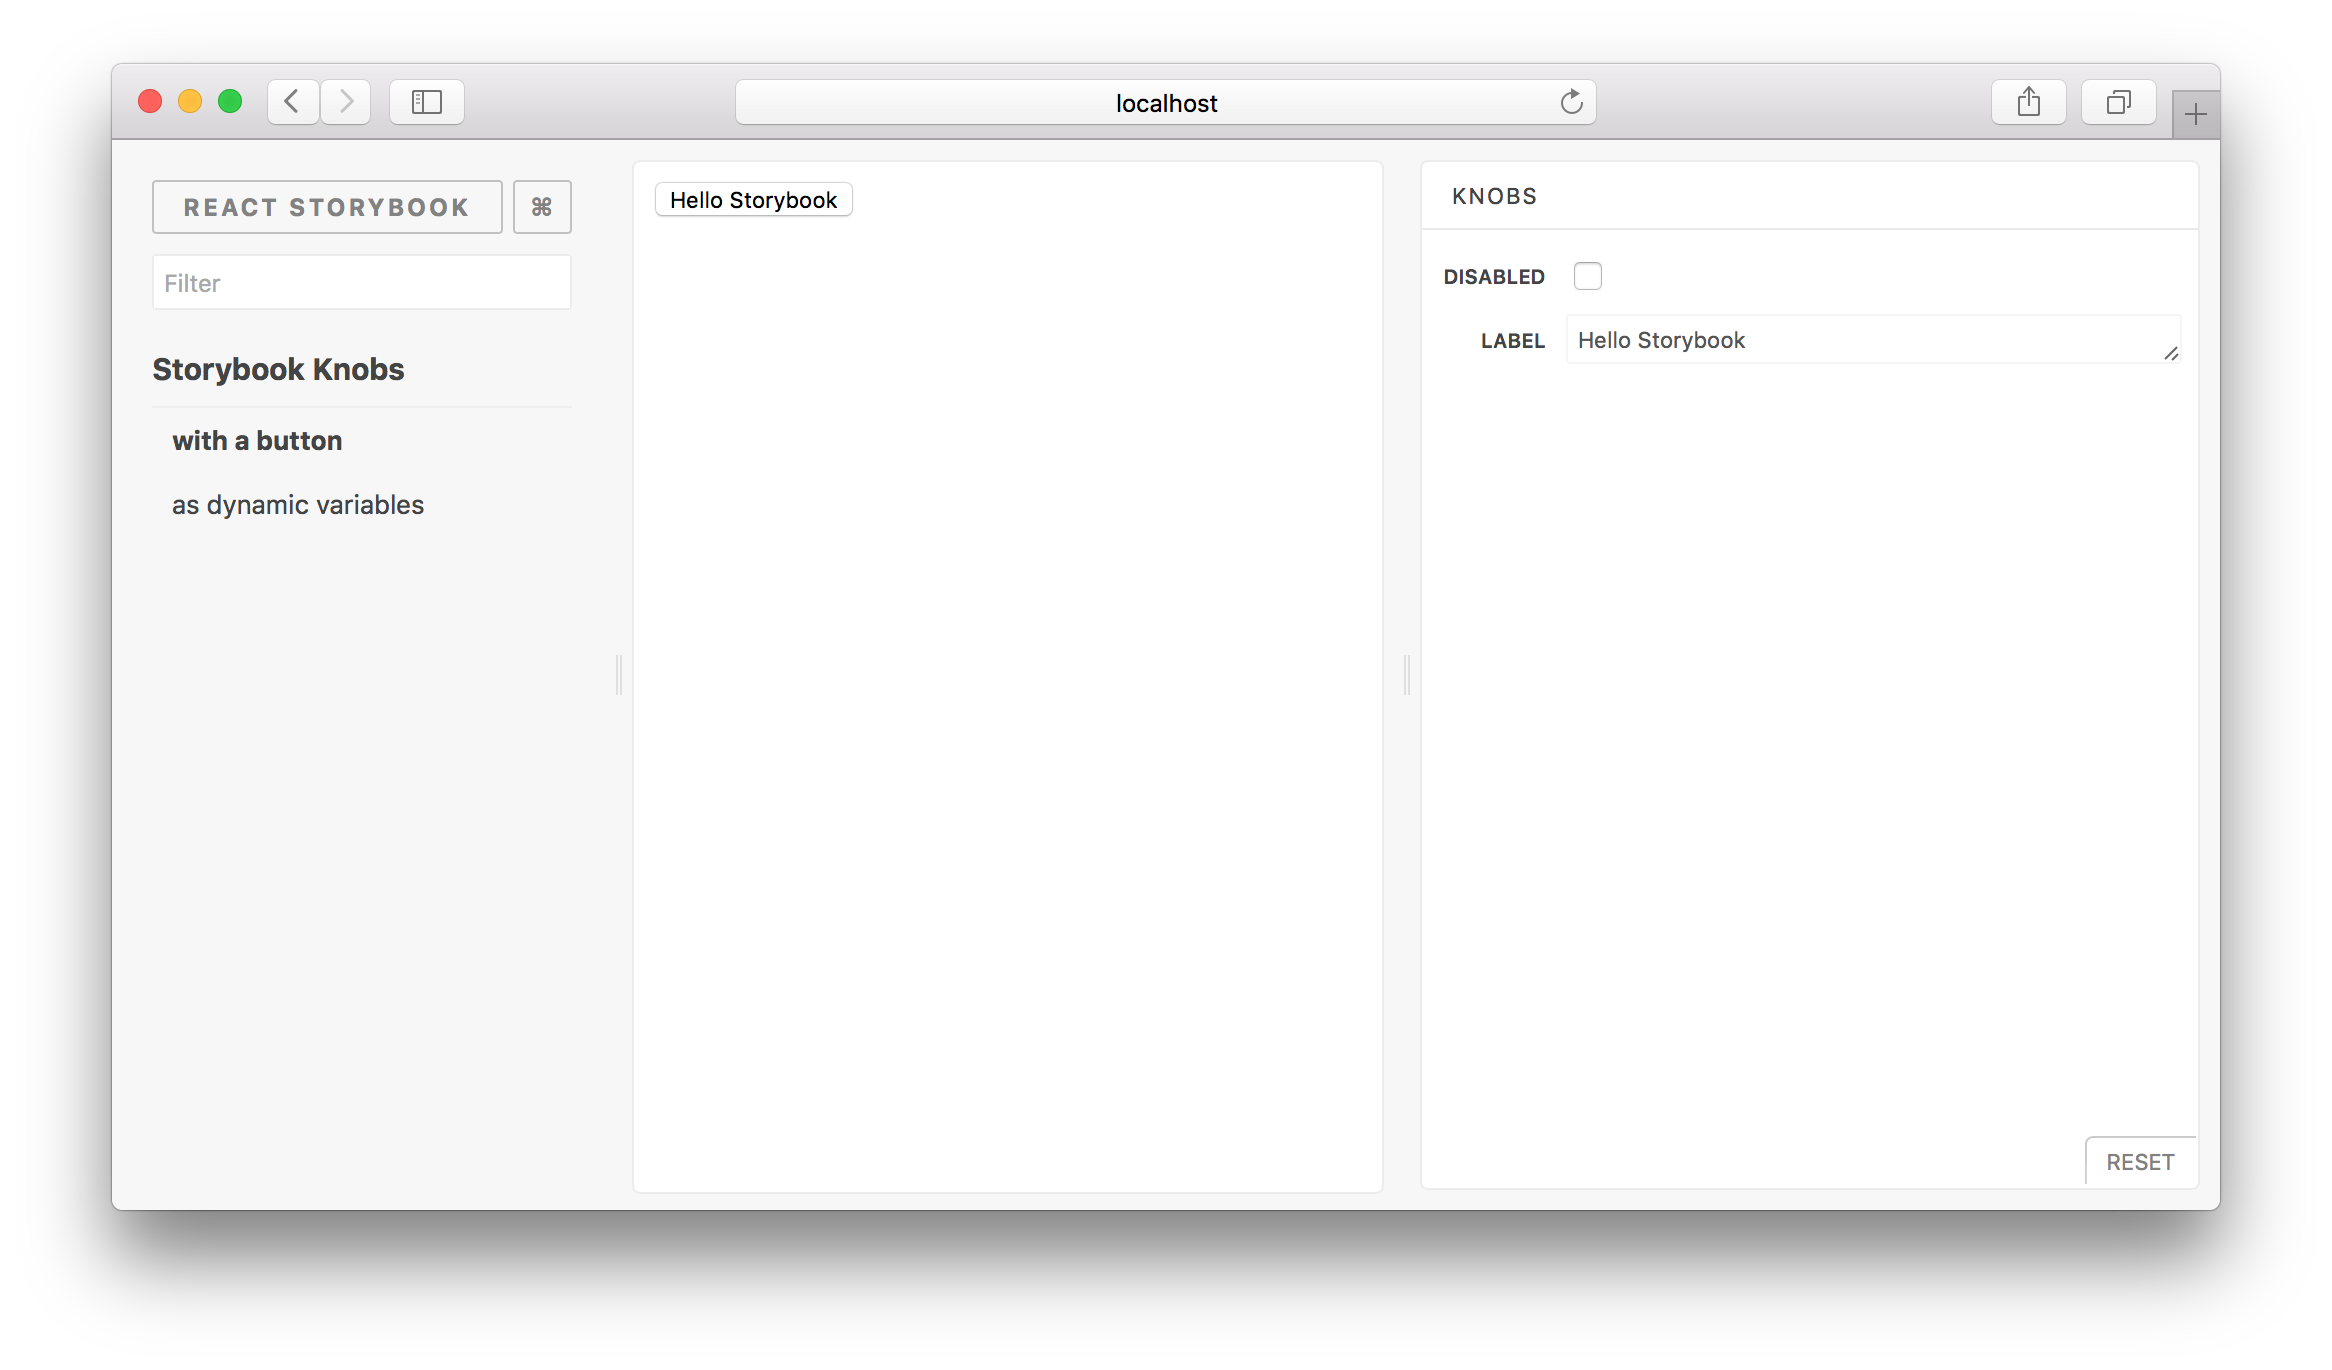 localhost
REACT STORYBOOK ⌘
Filter
Storybook Knobs
with a button
as dynamic variables
Hello Storybook
KNOBS
DISABLED
LABEL Hello Storybook
RESET